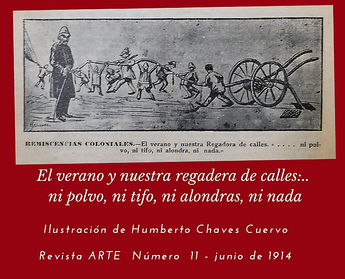 REMISCENCIAS COLONIALES.—El verano y nuestra Regadora de calles. - . . . . . ni pol-
vo, ni tifo, ni alondra, ni nada.-
El verano y nuestra regadera de calles:..
ni polvo, ni tifo, ni alondras, ni nada
Ilustración de Humberto Chaves Cuervo
Revista ARTE Número 11 - junio de 1914